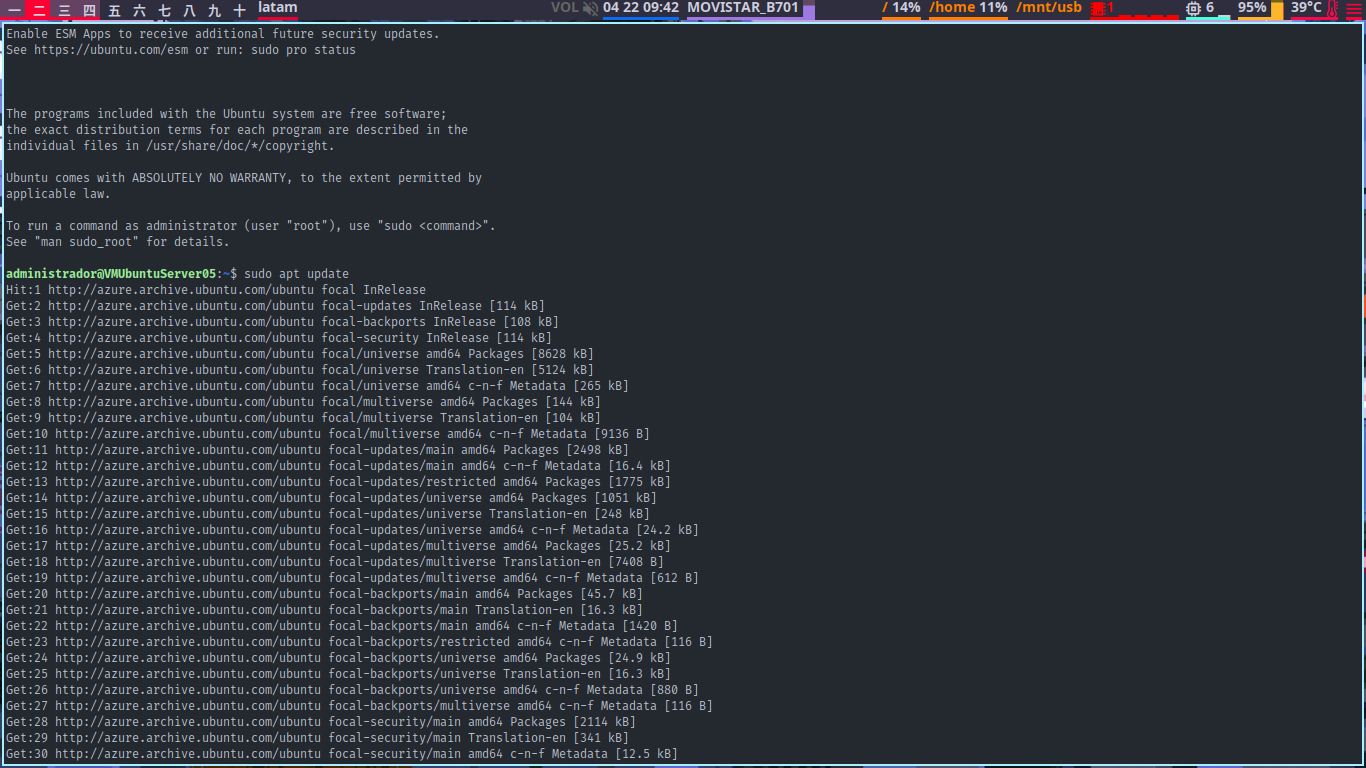 一 二 三 四 五 六 七 八 九 十 latam VOL 04 22 09:42 MOVISTAR_B701 / 14% /home 11% /mnt/usb 1 6 95% 39°C
Enable ESM Apps to receive additional future security updates.
See https://ubuntu.com/esm or run: sudo pro status
The programs included with the Ubuntu system are free software;
the exact distribution terms for each program are described in the
individual files in /usr/share/doc/*/copyright.
Ubuntu comes with ABSOLUTELY NO WARRANTY, to the extent permitted by
applicable law.
To run a command as administrator (user "root"), use "sudo <command>".
See "man sudo_root" for details.
administrador@VMUbuntuServer05:~$ sudo apt update
Hit:1 http://azure.archive.ubuntu.com/ubuntu focal InRelease
Get:2 http://azure.archive.ubuntu.com/ubuntu focal-updates InRelease [114 kB]
Get:3 http://azure.archive.ubuntu.com/ubuntu focal-backports InRelease [108 kB]
Get:4 http://azure.archive.ubuntu.com/ubuntu focal-security InRelease [114 kB]
Get:5 http://azure.archive.ubuntu.com/ubuntu focal/universe amd64 Packages [8628 kB]
Get:6 http://azure.archive.ubuntu.com/ubuntu focal/universe Translation-en [5124 kB]
Get:7 http://azure.archive.ubuntu.com/ubuntu focal/universe amd64 c-n-f Metadata [265 kB]
Get:8 http://azure.archive.ubuntu.com/ubuntu focal/multiverse amd64 Packages [144 kB]
Get:9 http://azure.archive.ubuntu.com/ubuntu focal/multiverse Translation-en [104 kB]
Get:10 http://azure.archive.ubuntu.com/ubuntu focal/multiverse amd64 c-n-f Metadata [9136 B]
Get:11 http://azure.archive.ubuntu.com/ubuntu focal-updates/main amd64 Packages [2498 kB]
Get:12 http://azure.archive.ubuntu.com/ubuntu focal-updates/main amd64 c-n-f Metadata [16.4 kB]
Get:13 http://azure.archive.ubuntu.com/ubuntu focal-updates/restricted amd64 Packages [1775 kB]
Get:14 http://azure.archive.ubuntu.com/ubuntu focal-updates/universe amd64 Packages [1051 kB]
Get:15 http://azure.archive.ubuntu.com/ubuntu focal-updates/universe Translation-en [248 kB]
Get:16 http://azure.archive.ubuntu.com/ubuntu focal-updates/universe amd64 c-n-f Metadata [24.2 kB]
Get:17 http://azure.archive.ubuntu.com/ubuntu focal-updates/multiverse amd64 Packages [25.2 kB]
Get:18 http://azure.archive.ubuntu.com/ubuntu focal-updates/multiverse Translation-en [7408 B]
Get:19 http://azure.archive.ubuntu.com/ubuntu focal-updates/multiverse amd64 c-n-f Metadata [612 B]
Get:20 http://azure.archive.ubuntu.com/ubuntu focal-backports/main amd64 Packages [45.7 kB]
Get:21 http://azure.archive.ubuntu.com/ubuntu focal-backports/main Translation-en [16.3 kB]
Get:22 http://azure.archive.ubuntu.com/ubuntu focal-backports/main amd64 c-n-f Metadata [1420 B]
Get:23 http://azure.archive.ubuntu.com/ubuntu focal-backports/restricted amd64 c-n-f Metadata [116 B]
Get:24 http://azure.archive.ubuntu.com/ubuntu focal-backports/universe amd64 Packages [24.9 kB]
Get:25 http://azure.archive.ubuntu.com/ubuntu focal-backports/universe Translation-en [16.3 kB]
Get:26 http://azure.archive.ubuntu.com/ubuntu focal-backports/universe amd64 c-n-f Metadata [880 B]
Get:27 http://azure.archive.ubuntu.com/ubuntu focal-backports/multiverse amd64 c-n-f Metadata [116 B]
Get:28 http://azure.archive.ubuntu.com/ubuntu focal-security/main amd64 Packages [2114 kB]
Get:29 http://azure.archive.ubuntu.com/ubuntu focal-security/main Translation-en [341 kB]
Get:30 http://azure.archive.ubuntu.com/ubuntu focal-security/main amd64 c-n-f Metadata [12.5 kB]